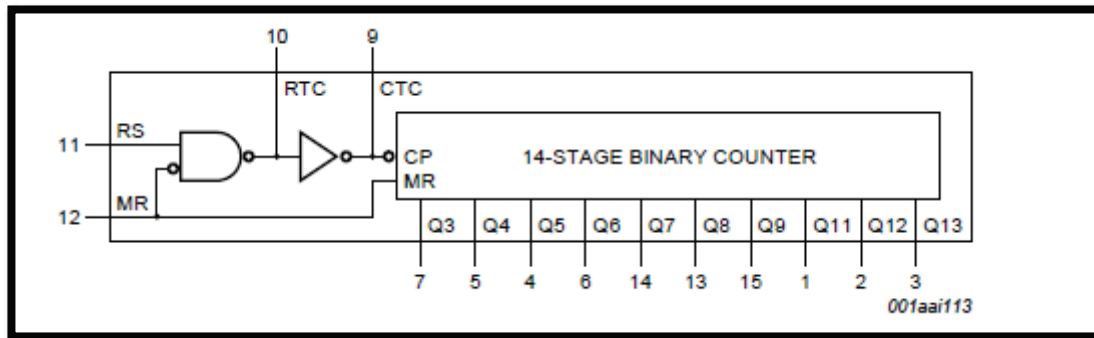 10 9
RTC CTC
11 RS
CP
14-STAGE BINARY COUNTER
MR
12 MR
Q3 Q4 Q5 Q6 Q7 Q8 Q9 Q11 Q12 Q13
7 5 4 6 14 13 15 1 2 3
001aai113